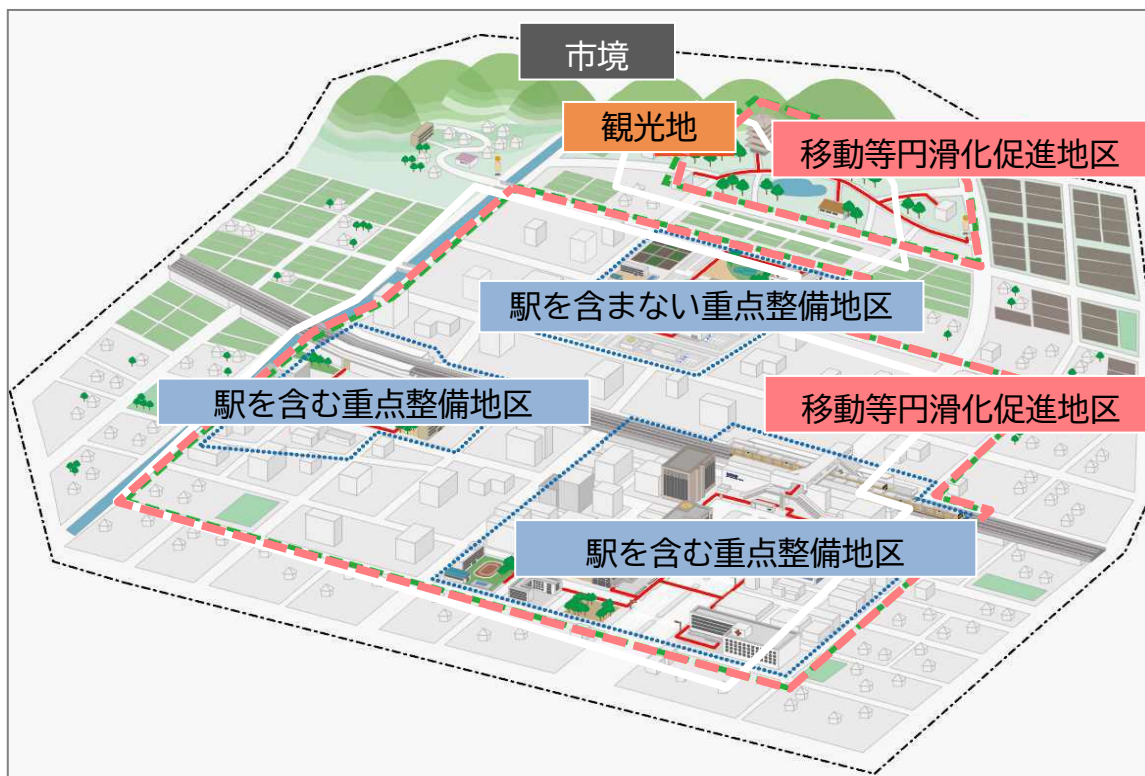 市境
観光地
移動等円滑化促進地区
駅を含まない重点整備地区
駅を含む重点整備地区
移動等円滑化促進地区
駅を含む重点整備地区